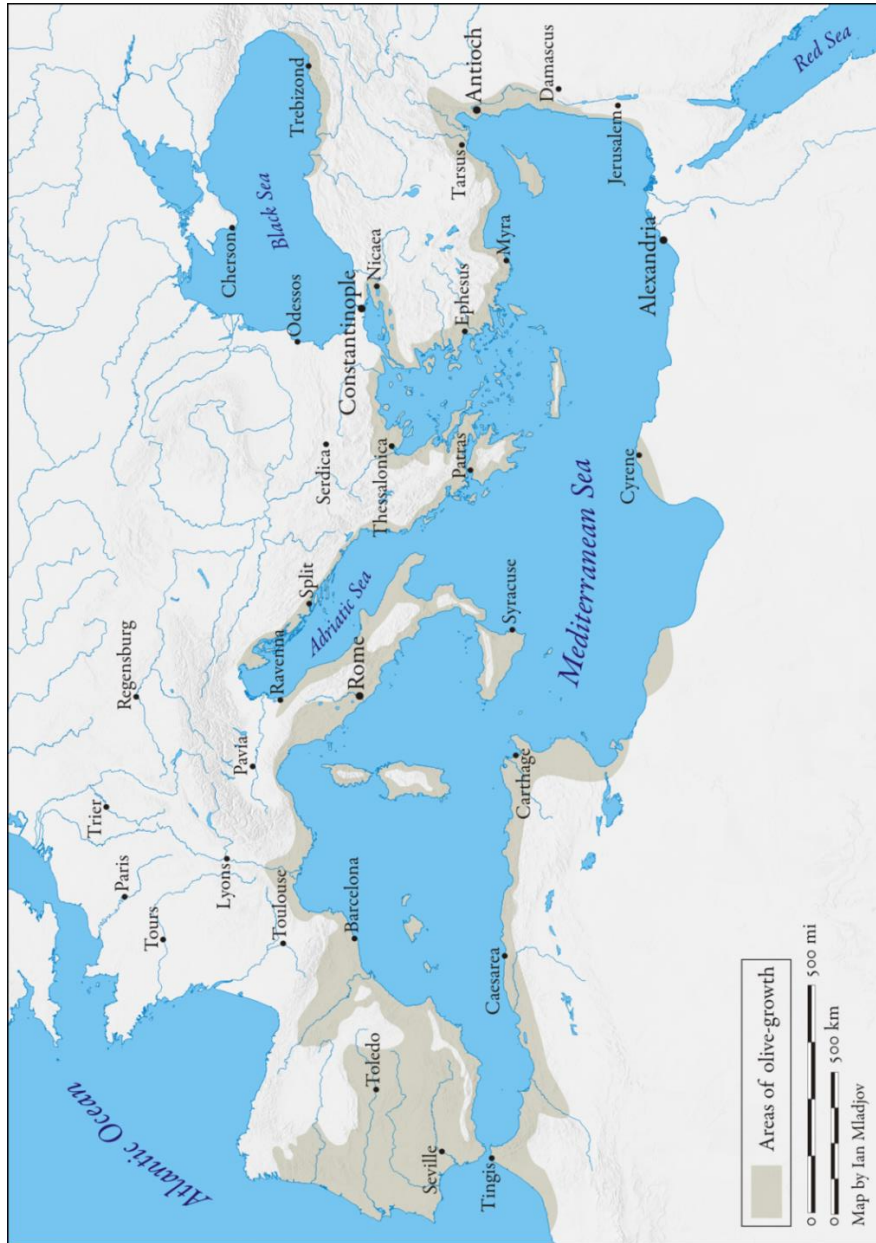 Atlantic Ocean
Paris
Trier
Regensburg
Tours
Lyons
Pavia
Toulouse
Ravenna
Split
Adriatic Sea
Serdica
Odessos
Cherson
Black Sea
Trebizond
Barcelona
Rome
Thessalonica
Constantinople
Nicaea
Toledo
Seville
Tingis
Caesarea
Carthage
Syracuse
Patras
Ephesus
Myra
Tarsus
Antioch
Damascus
Mediterranean Sea
Cyrene
Alexandria
Jerusalem
Red Sea
Areas of olive-growth
0 500 mi
0 500 km
Map by Ian Mladjov